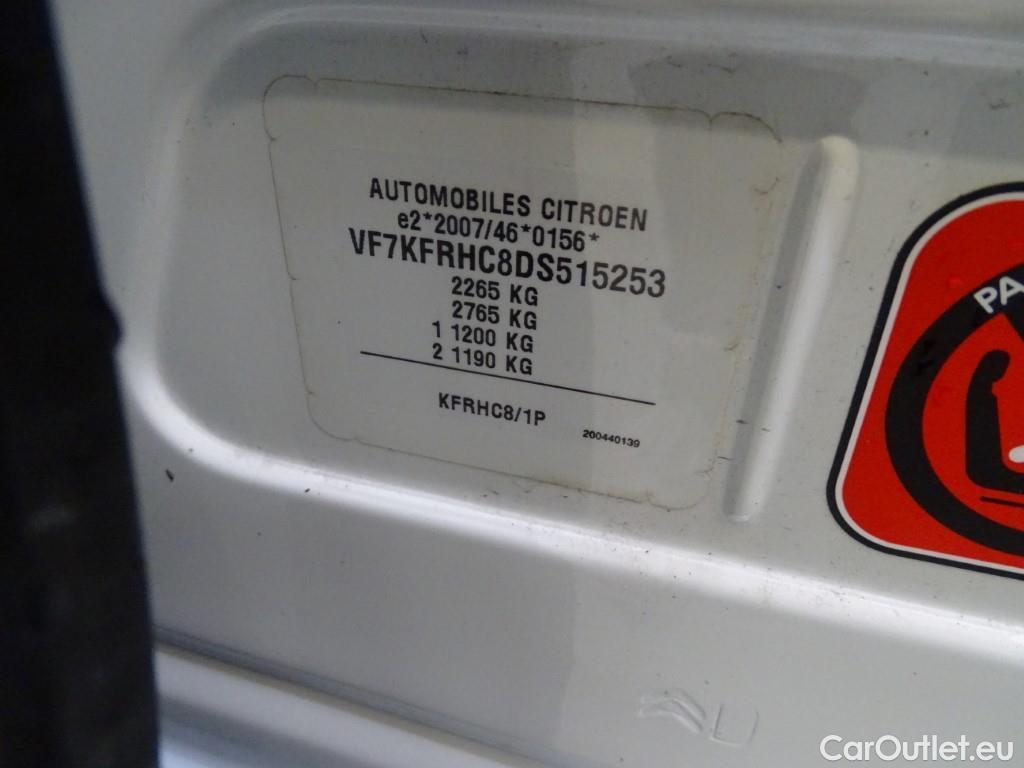 AUTOMOBILES CITROEN
e2*2007/46*0156*
VF7KFRHC8DS515253
2265 KG
2765 KG
1 1200 KG
2 1190 KG
KFRHC8/1P
200440139
CarOutlet.eu